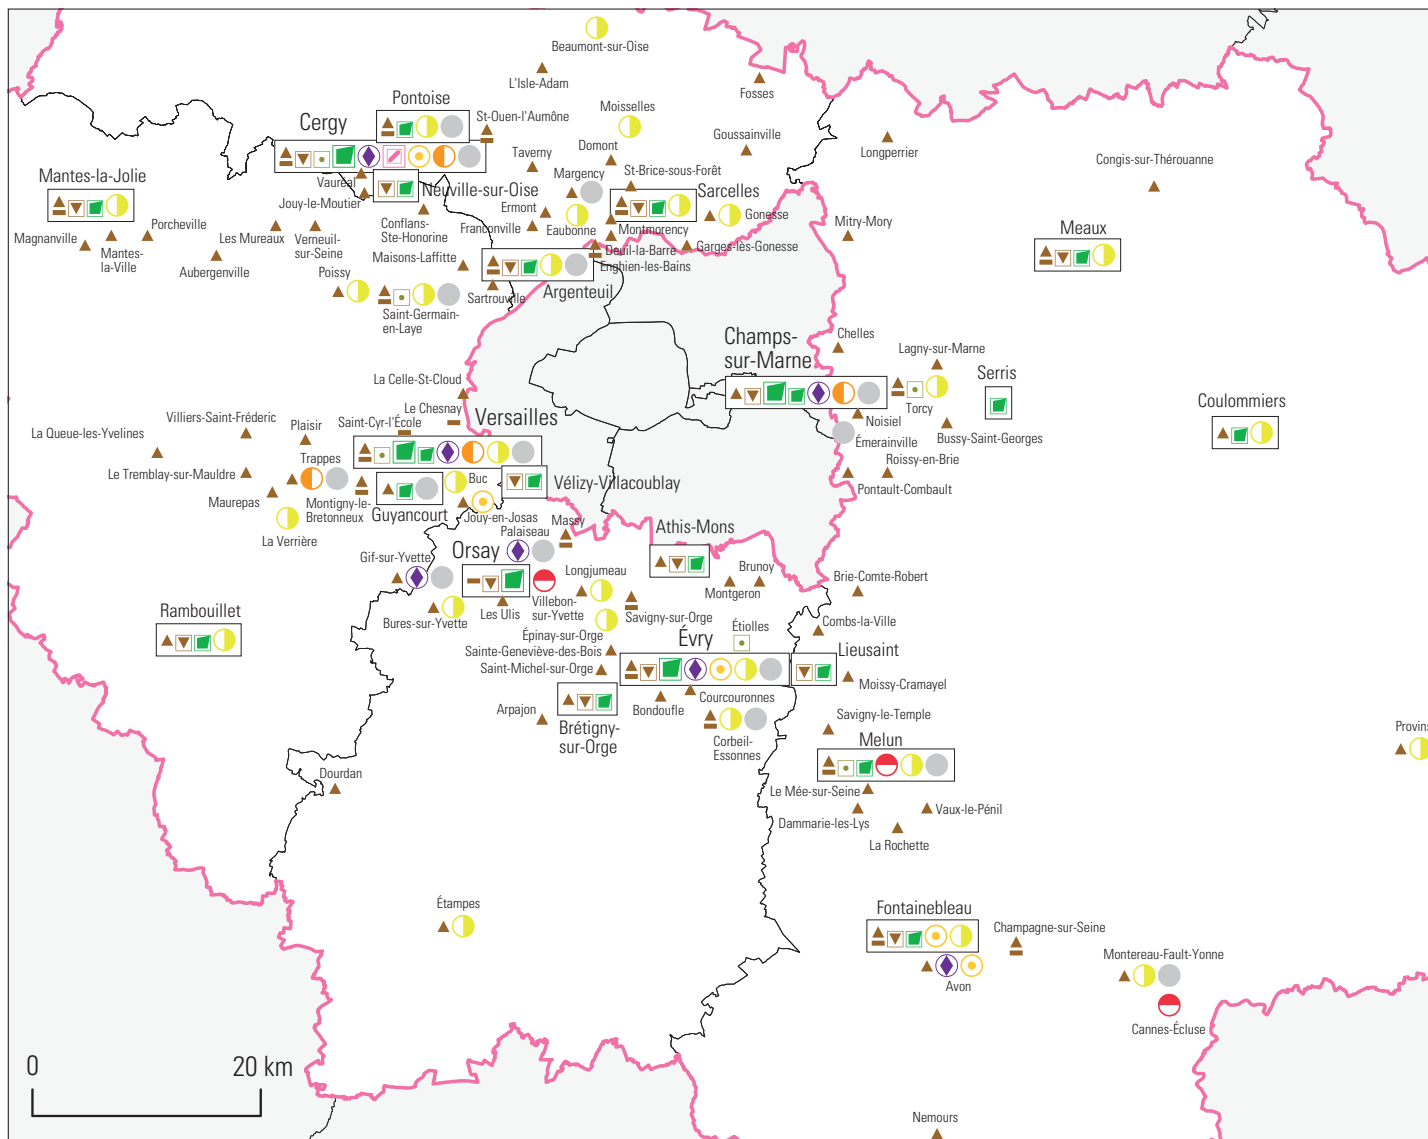 Beaumont-sur-Oise
L'Isle-Adam
Fosses
Pontoise
St-Ouen-l'Aumône
Moisselles
Cergy
Goussainville
Longperrier
Domont
Taverny
Congis-sur-Thérouanne
Margency
St-Brice-sous-Forêt
Vauréal
Mantes-la-Jolie
Neuville-sur-Oise
Sarcelles
Jouy-le-Moutier
Ermont
Gonesse
Porcheville
Les Mureaux
Conflans-
Ste-Honorine
Franconville
Eaubonne
Montmorency
Mitry-Mory
Meaux
Magnanville
Mantes-
la-Ville
Verneuil-
sur-Seine
Aubergenville
Maisons-Laffitte
Deuil-la-Barre
Garges-lès-Gonesse
Enghien-les-Bains
Poissy
Argenteuil
Sartrouville
Saint-Germain-
en-Laye
Champs-
sur-Marne
Chelles
Lagny-sur-Marne
Serris
La Celle-St-Cloud
Torcy
Coulommiers
Le Chesnay
Versailles
Villiers-Saint-Fréderic
Saint-Cyr-l'École
Plaisir
La Queue-les-Yvelines
Noisiel
Bussy-Saint-Georges
Émerainville
Trappes
Roissy-en-Brie
Le Tremblay-sur-Mauldre
Buc
Vélizy-Villacoublay
Pontault-Combault
Maurepas
Montigny-le-
Bretonneux
Guyancourt
Jouy-en-Josas
La Verrière
Massy
Palaiseau
Athis-Mons
Gif-sur-Yvette
Orsay
Longjumeau
Brunoy
Brie-Comte-Robert
Montgeron
Les Ulis
Villebon-
sur-Yvette
Bures-sur-Yvette
Rambouillet
Savigny-sur-Orge
Combs-la-Ville
Épinay-sur-Orge
Étiolles
Évry
Sainte-Geneviève-des-Bois
Lieusaint
Saint-Michel-sur-Orge
Moissy-Cramayel
Bondoufle
Courcouronnes
Arpajon
Brétigny-
sur-Orge
Savigny-le-Temple
Corbeil-
Essonnes
Melun
Provins
Dourdan
Le Mée-sur-Seine
Dammarie-les-Lys
Vaux-le-Pénil
La Rochette
Étampes
Fontainebleau
Champagne-sur-Seine
Avon
Montereau-Fault-Yonne
Cannes-Écluse
0
20 km
Nemours